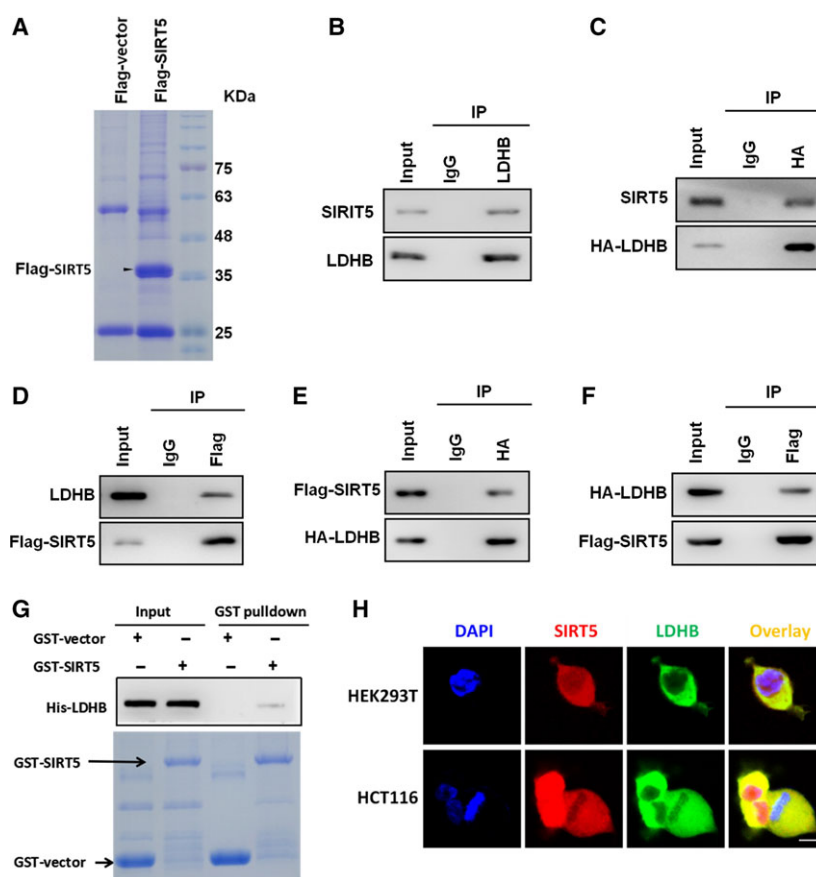 A
Flag-vector
Flag-SIRT5
KDa
75
63
48
35
25
Flag-SIRT5
B
IP
Input
IgG
LDHB
SIRIT5
LDHB
C
IP
Input
IgG
HA
SIRT5
HA-LDHB
D
IP
Input
IgG
Flag
LDHB
Flag-SIRT5
E
IP
Input
IgG
HA
Flag-SIRT5
HA-LDHB
F
IP
Input
IgG
Flag
HA-LDHB
Flag-SIRT5
G
Input GST pulldown
GST-vector + – + –
GST-SIRT5 – + – +
His-LDHB
GST-SIRT5
GST-vector
H
DAPI SIRT5 LDHB Overlay
HEK293T
HCT116